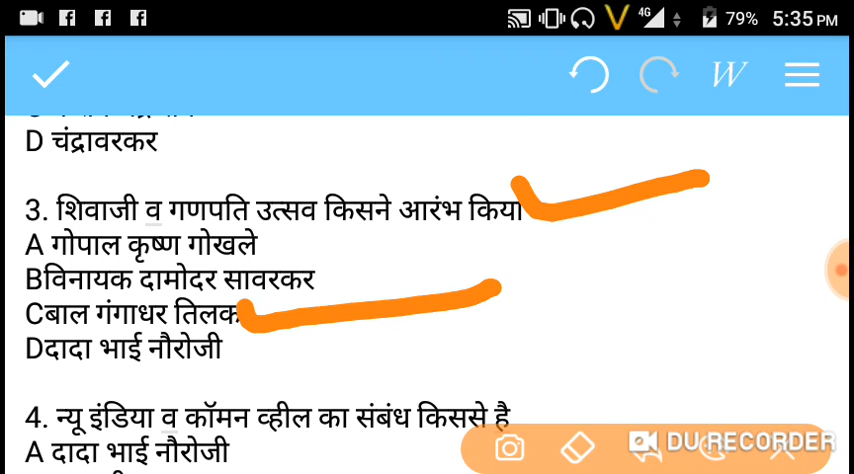 4G 79% 5:35 PM
W
D चंद्रावरकर
3. शिवाजी व गणपति उत्सव किसने आरंभ किया
A गोपाल कृष्ण गोखले
Bविनायक दामोदर सावरकर
Cबाल गंगाधर तिलक
Dदादा भाई नौरोजी
4. न्यू इंडिया व कॉमन व्हील का संबंध किससे है
A दादा भाई नौरोजी
DU RECORDER